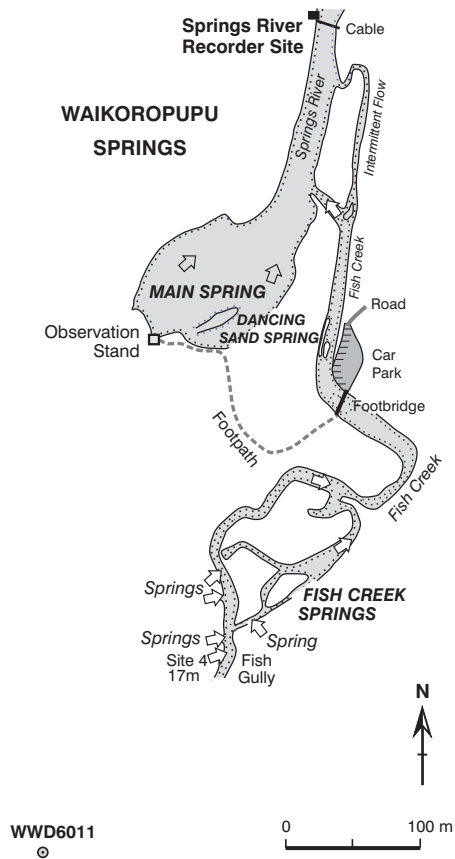 Springs River
Recorder Site
Cable
WAIKOROPUPU
SPRINGS
Springs River
Intermittent Flow
Fish Creek
MAIN SPRING
DANCING
SAND SPRING
Observation
Stand
Road
Car
Park
Footbridge
Footpath
Fish Creek
Springs
FISH CREEK
SPRINGS
Springs
Spring
Site 4
17m
Fish
Gully
N
WWD6011
0 100 m